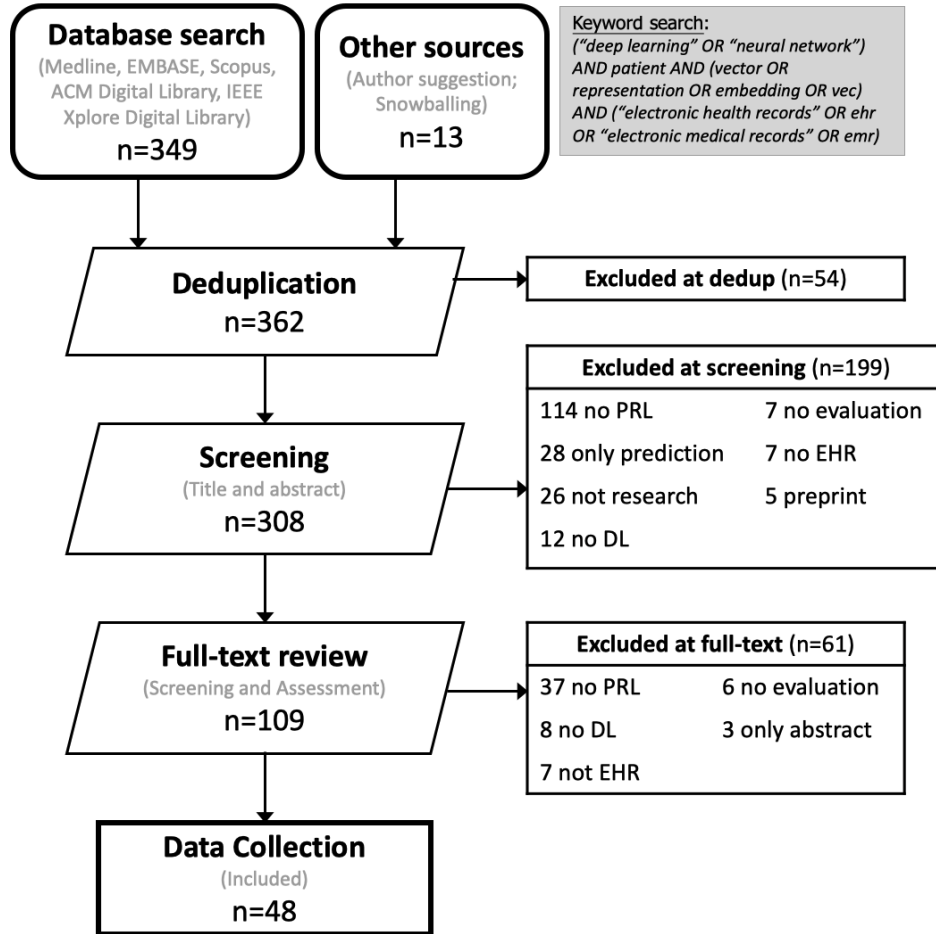 Database search
(Medline, EMBASE, Scopus,
ACM Digital Library, IEEE
Xplore Digital Library)
n=349
Other sources
(Author suggestion;
Snowballing)
n=13
Keyword search:
(“deep learning” OR “neural network”)
AND patient AND (vector OR
representation OR embedding OR vec)
AND (“electronic health records” OR ehr
OR “electronic medical records” OR emr)
Deduplication
n=362
Excluded at dedup (n=54)
Screening
(Title and abstract)
n=308
Excluded at screening (n=199)
114 no PRL
28 only prediction
26 not research
12 no DL
7 no evaluation
7 no EHR
5 preprint
Full-text review
(Screening and Assessment)
n=109
Excluded at full-text (n=61)
37 no PRL
8 no DL
7 not EHR
6 no evaluation
3 only abstract
Data Collection
(Included)
n=48